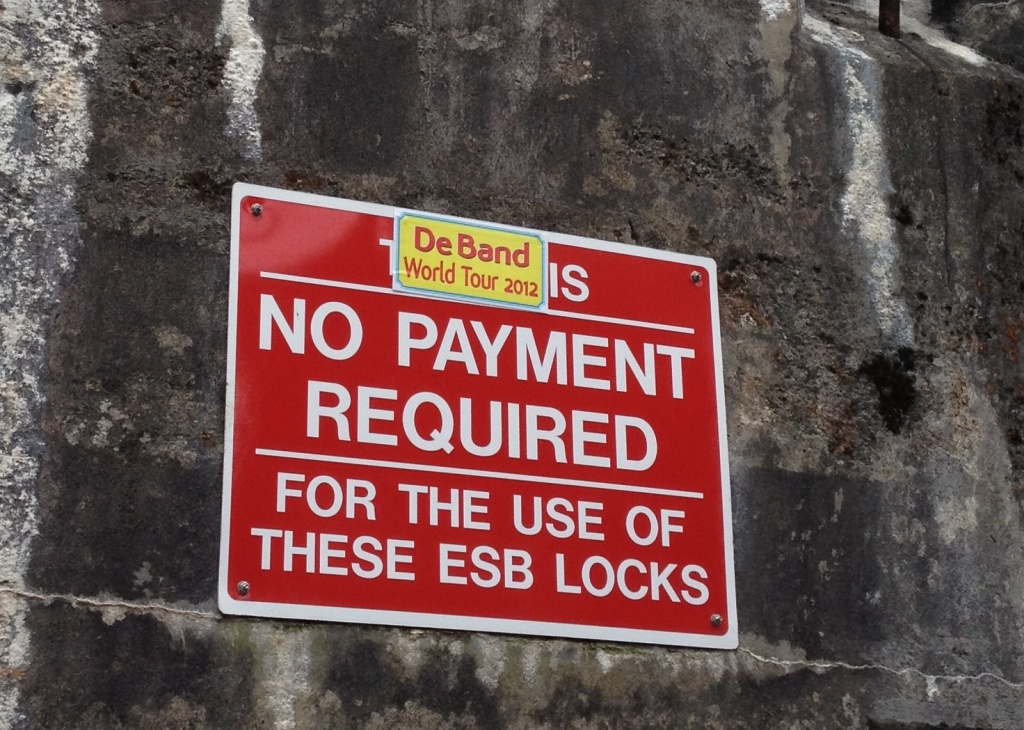 De Band
World Tour 2012
IS
NO PAYMENT
REQUIRED
FOR THE USE OF
THESE ESB LOCKS